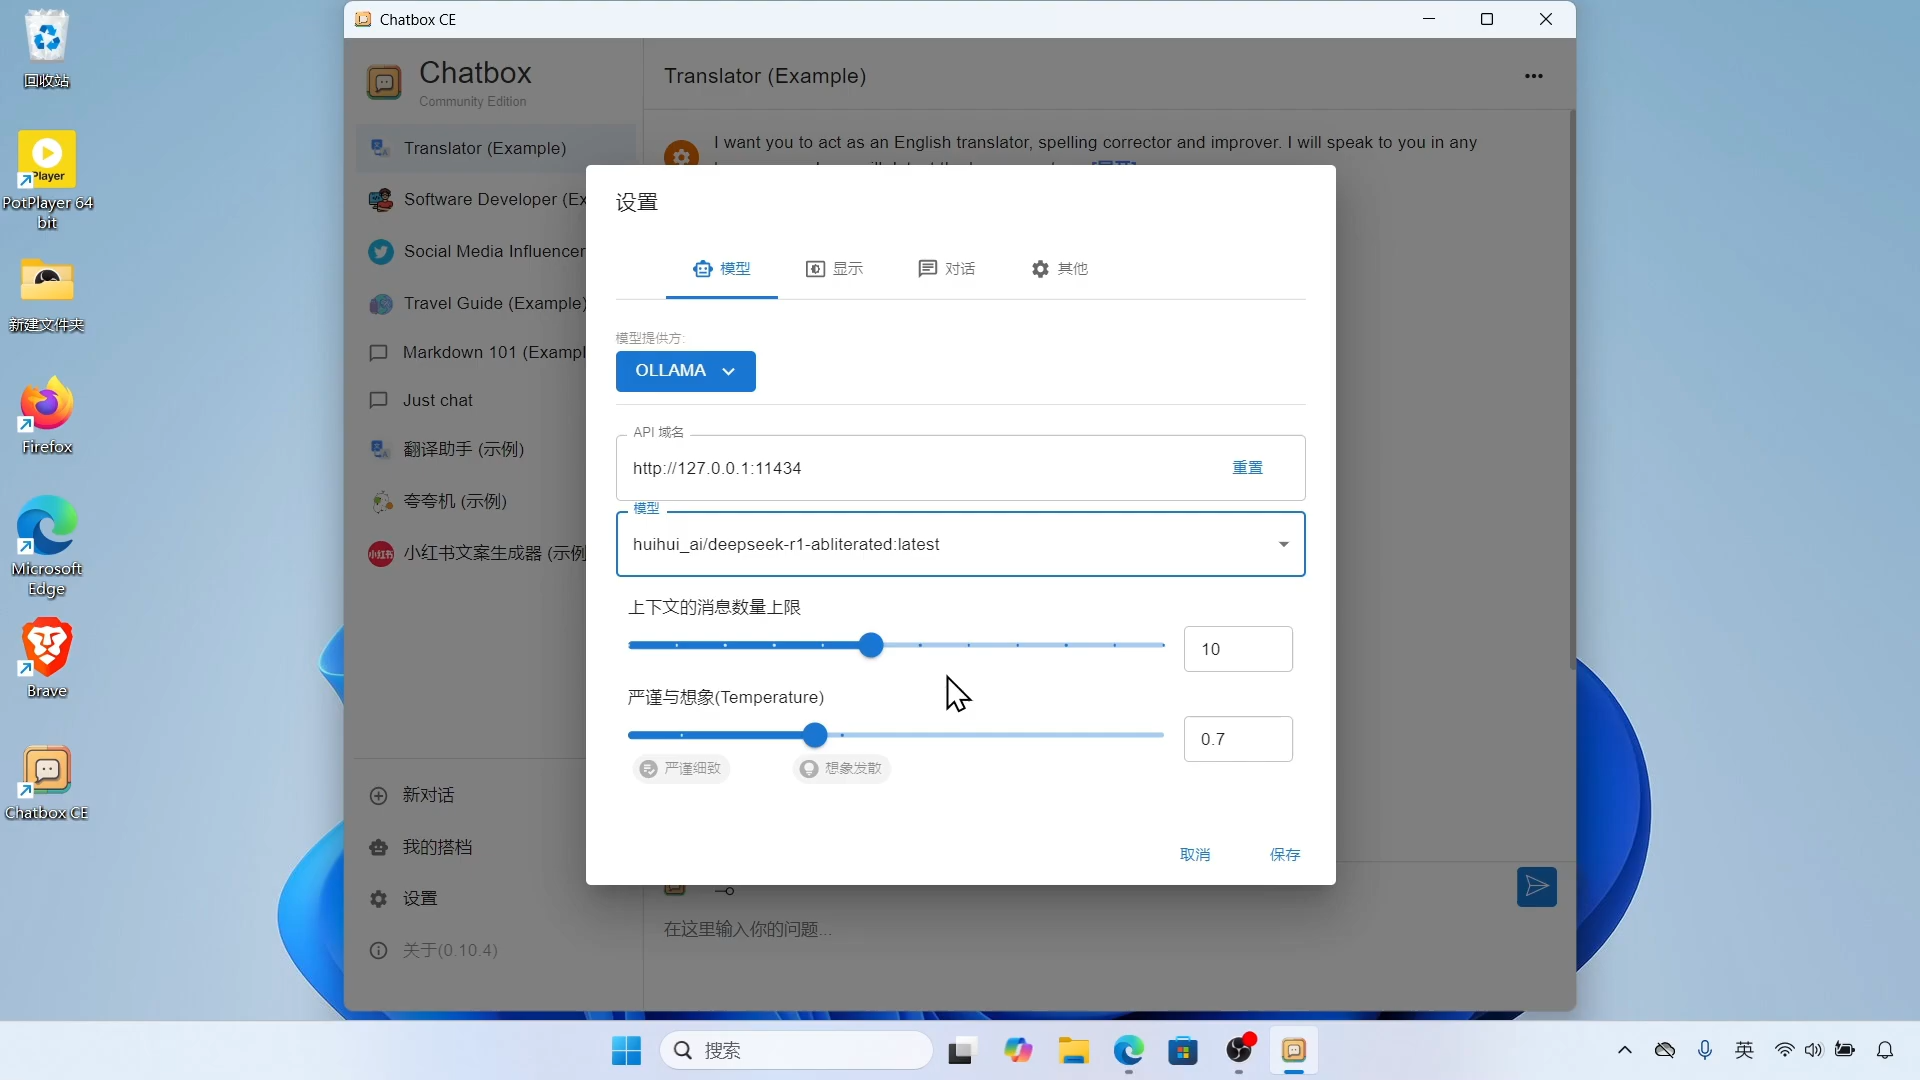 回收站
Player
PotPlayer 64
bit
新建文件夹
Firefox
Microsoft
Edge
Brave
Chatbox CE
Chatbox CE
Chatbox
Community Edition
Translator (Example)
Software Developer (Ex
Social Media Influencer
Travel Guide (Example)
Markdown 101 (Exampl
Just chat
翻译助手 (示例)
夸夸机 (示例)
小红书
小红书文案生成器 (示例
新对话
我的搭档
设置
关于(0.10.4)
Translator (Example)
I want you to act as an English translator, spelling corrector and improver. I will speak to you in any
设置
模型
显示
对话
其他
模型提供方:
OLLAMA
API 域名
http://127.0.0.1:11434
重置
模型
huihui_ai/deepseek-r1-abliterated:latest
上下文的消息数量上限
10
严谨与想象(Temperature)
0.7
严谨细致
想象发散
取消
保存
在这里输入你的问题...
搜索
英